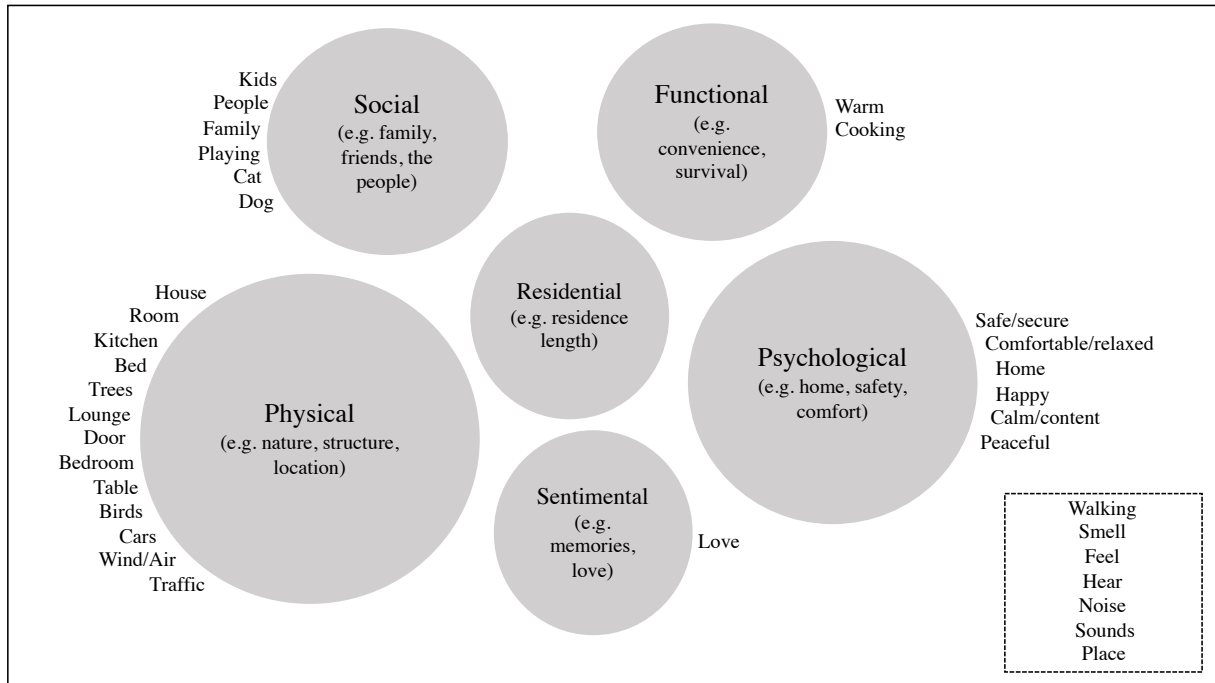 Kids
People
Family
Playing
Cat
Dog
Social
(e.g. family,
friends, the
people)
Functional
(e.g.
convenience,
survival)
Warm
Cooking
Residential
(e.g. residence
length)
House
Room
Kitchen
Bed
Trees
Lounge
Door
Bedroom
Table
Birds
Cars
Wind/Air
Traffic
Physical
(e.g. nature, structure,
location)
Psychological
(e.g. home, safety,
comfort)
Safe/secure
Comfortable/relaxed
Home
Happy
Calm/content
Peaceful
Sentimental
(e.g.
memories,
love)
Love
Walking
Smell
Feel
Hear
Noise
Sounds
Place